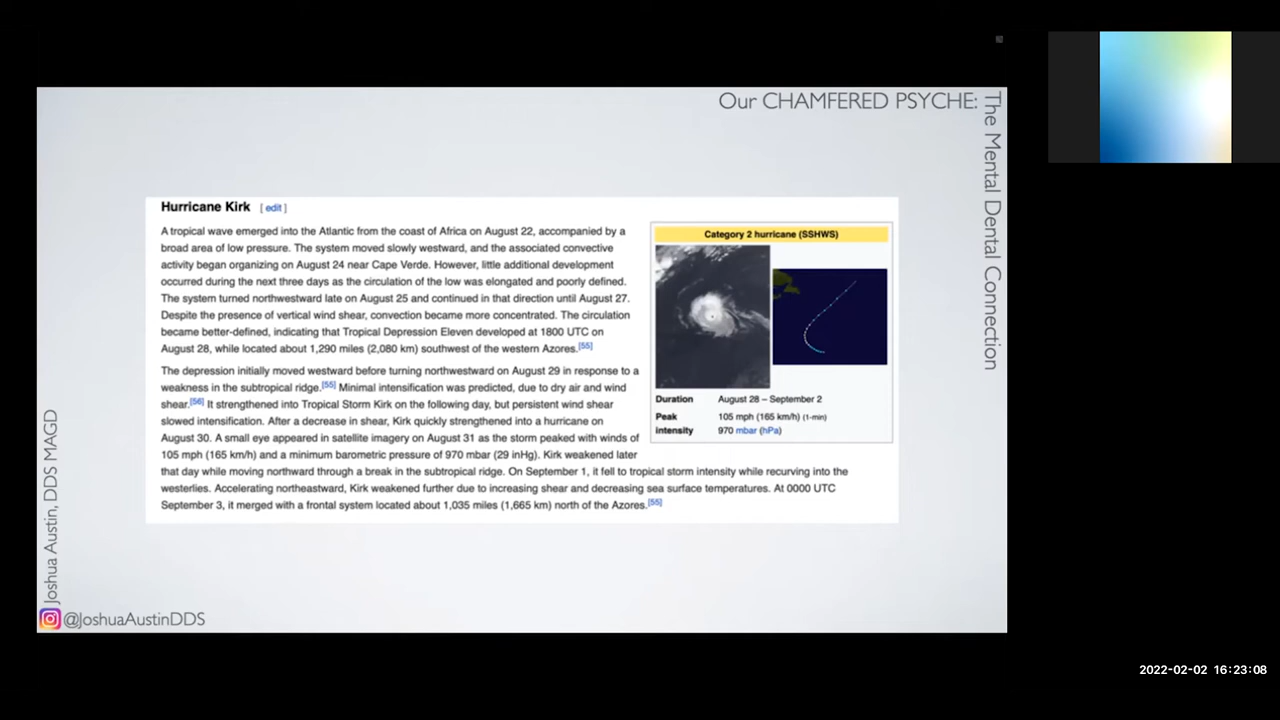 Our CHAMFERED PSYCHE:
The Mental Dental Connection
Hurricane Kirk [ edit ]
A tropical wave emerged into the Atlantic from the coast of Africa on August 22, accompanied by a
broad area of low pressure. The system moved slowly westward, and the associated convective
activity began organizing on August 24 near Cape Verde. However, little additional development
occurred during the next three days as the circulation of the low was elongated and poorly defined.
The system turned northwestward late on August 25 and continued in that direction until August 27.
Despite the presence of vertical wind shear, convection became more concentrated. The circulation
became better-defined, indicating that Tropical Depression Eleven developed at 1800 UTC on
August 28, while located about 1,290 miles (2,080 km) southwest of the western Azores.[55]
The depression initially moved westward before turning northwestward on August 29 in response to a
weakness in the subtropical ridge.[55] Minimal intensification was predicted, due to dry air and wind
shear.[56] It strengthened into Tropical Storm Kirk on the following day, but persistent wind shear
slowed intensification. After a decrease in shear, Kirk quickly strengthened into a hurricane on
August 30. A small eye appeared in satellite imagery on August 31 as the storm peaked with winds of
105 mph (165 km/h) and a minimum barometric pressure of 970 mbar (29 inHg). Kirk weakened later
that day while moving northward through a break in the subtropical ridge. On September 1, it fell to tropical storm intensity while recurving into the
westerlies. Accelerating northeastward, Kirk weakened further due to increasing shear and decreasing sea surface temperatures. At 0000 UTC
September 3, it merged with a frontal system located about 1,035 miles (1,665 km) north of the Azores.[55]
Category 2 hurricane (SSHWS)
Duration August 28 – September 2
Peak 105 mph (165 km/h) (1-min)
intensity 970 mbar (hPa)
Joshua Austin, DDS MAGD
@JoshuaAustinDDS
2022-02-02 16:23:08